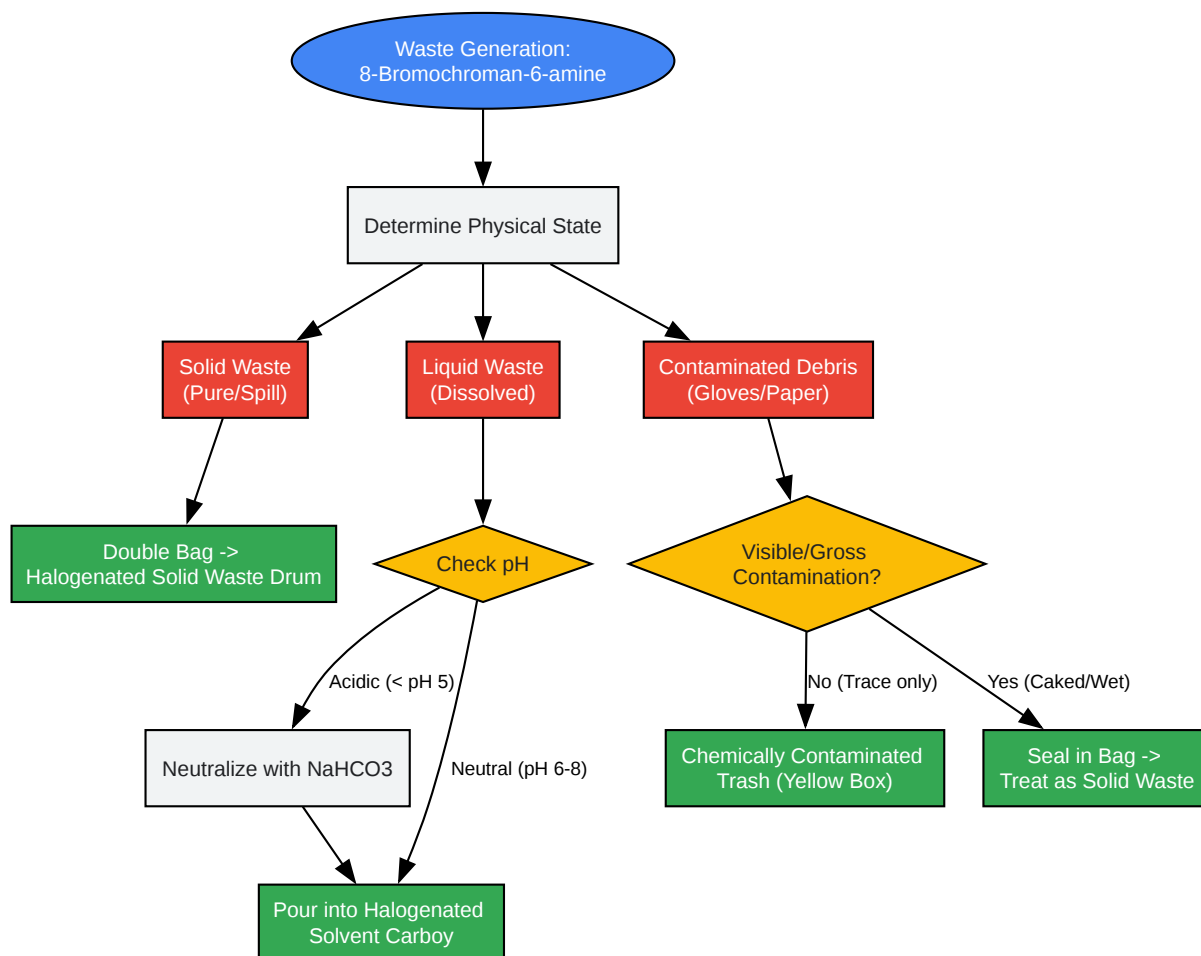 Waste Generation:
8-Bromochroman-6-amine
Determine Physical State
Solid Waste
(Pure/Spill)
Liquid Waste
(Dissolved)
Contaminated Debris
(Gloves/Paper)
Double Bag ->
Halogenated Solid Waste Drum
Check pH
Visible/Gross
Contamination?
Acidic (< pH 5)
No (Trace only)
Yes (Caked/Wet)
Neutralize with NaHCO3
Neutral (pH 6-8)
Chemically Contaminated
Trash (Yellow Box)
Seal in Bag ->
Treat as Solid Waste
Pour into Halogenated
Solvent Carboy